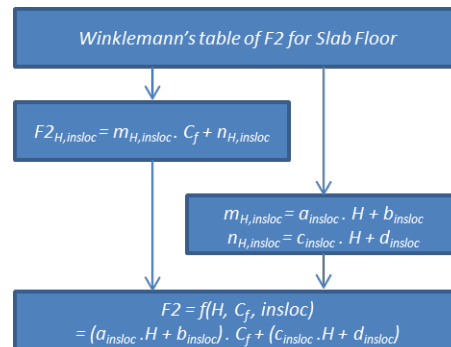 Winklemann's table of F2 for Slab Floor
F2H,insloc = mH,insloc . Cf + nH,insloc
mH,insloc = ainsloc . H + binsloc
nH,insloc = cinsloc . H + dinsloc
F2 = f(H, Cf, insloc)
= (ainsloc .H + binsloc) . Cf + (cinsloc .H + dinsloc)